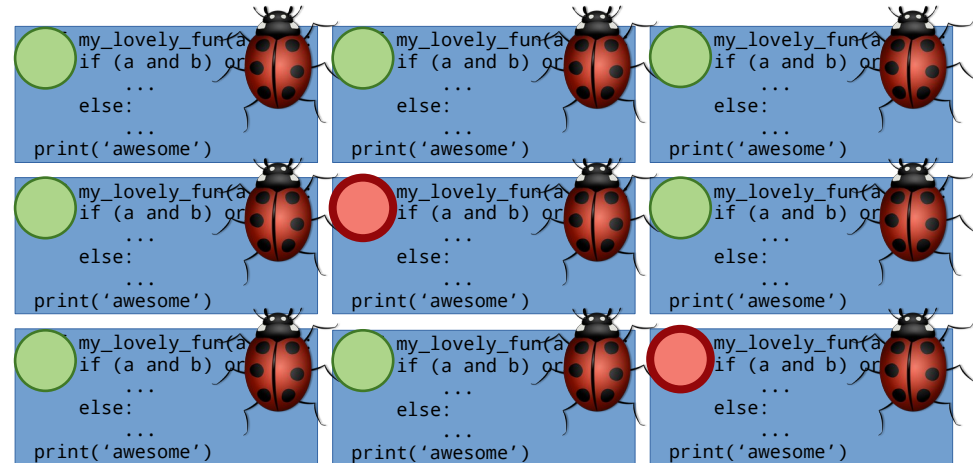 my_lovely_fun(a
if (a and b) or
...
else:
...
print(‘awesome’)
my_lovely_fun(a
if (a and b) or
...
else:
...
print(‘awesome’)
my_lovely_fun(a
if (a and b) or
...
else:
...
print(‘awesome’)
my_lovely_fun(a
if (a and b) or
...
else:
...
print(‘awesome’)
my_lovely_fun(a
if (a and b) or
...
else:
...
print(‘awesome’)
my_lovely_fun(a
if (a and b) or
...
else:
...
print(‘awesome’)
my_lovely_fun(a
if (a and b) or
...
else:
...
print(‘awesome’)
my_lovely_fun(a
if (a and b) or
...
else:
...
print(‘awesome’)
my_lovely_fun(a
if (a and b) or
...
else:
...
print(‘awesome’)